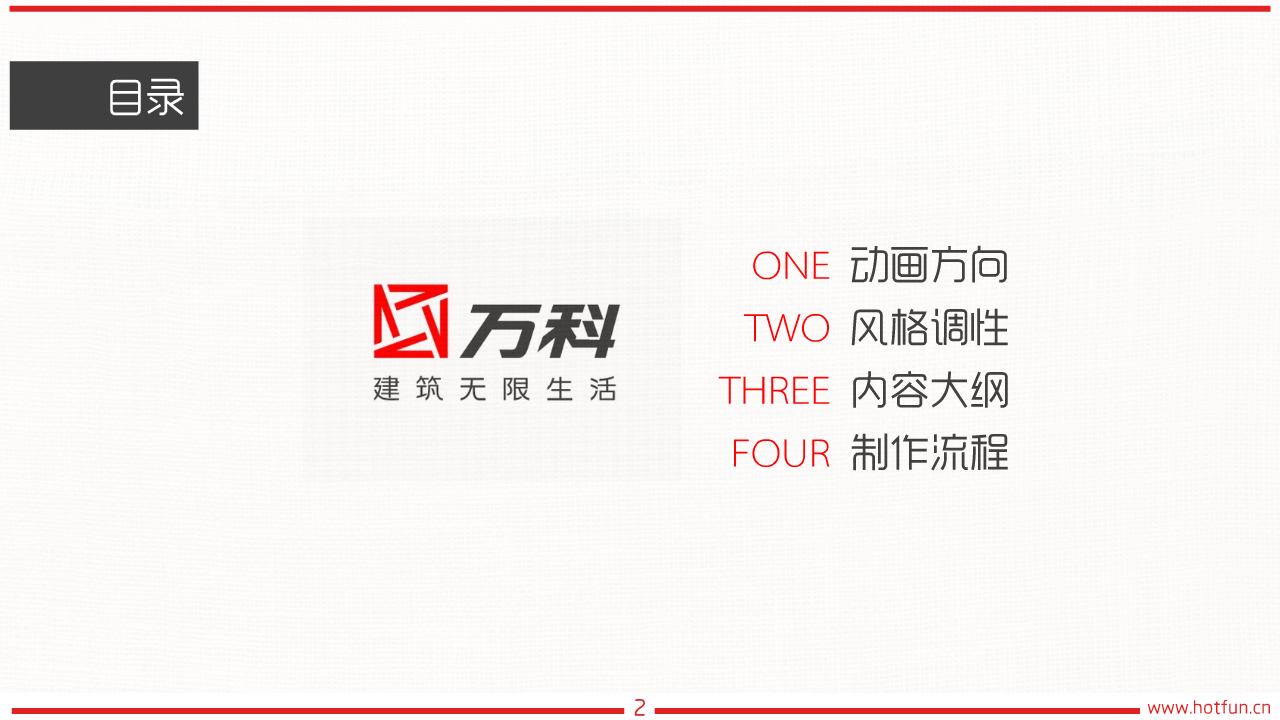 目录
万科
建筑无限生活
ONE 动画方向
TWO 风格调性
THREE 内容大纲
FOUR 制作流程
2
www.hotfun.cn